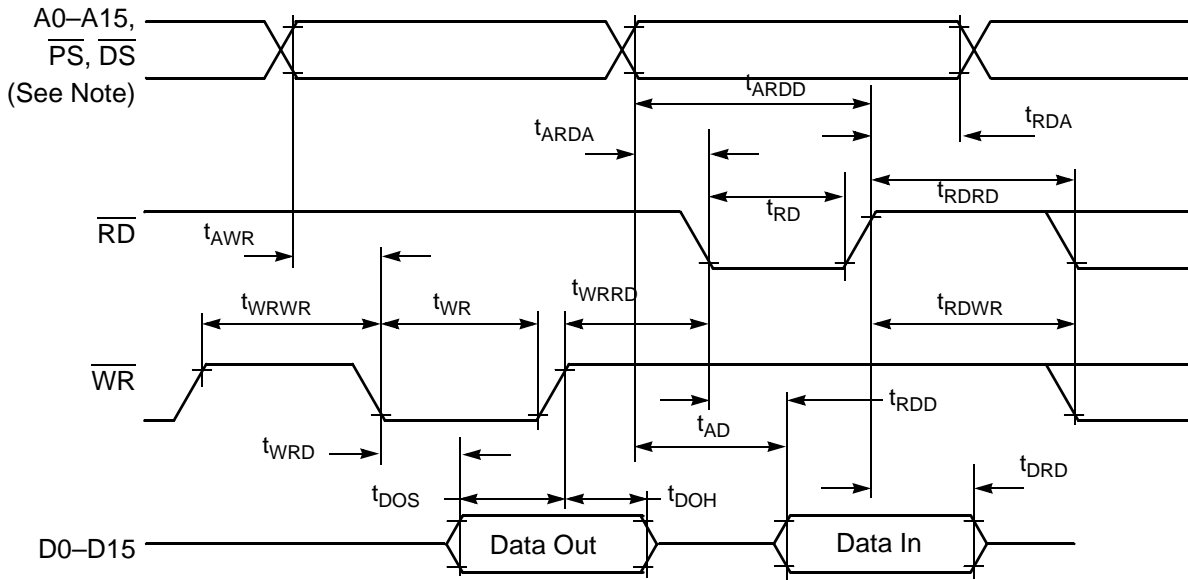 A0–A15,
PS, DS
(See Note)
tARDD
tRDA
tARDA
tRD
tRDRD
RD
tAWR
tWRWR
tWR
tWRRD
tRDWR
WR
tRDD
tAD
tWRD
tDRD
tDOS
tDOH
D0–D15
Data Out
Data In